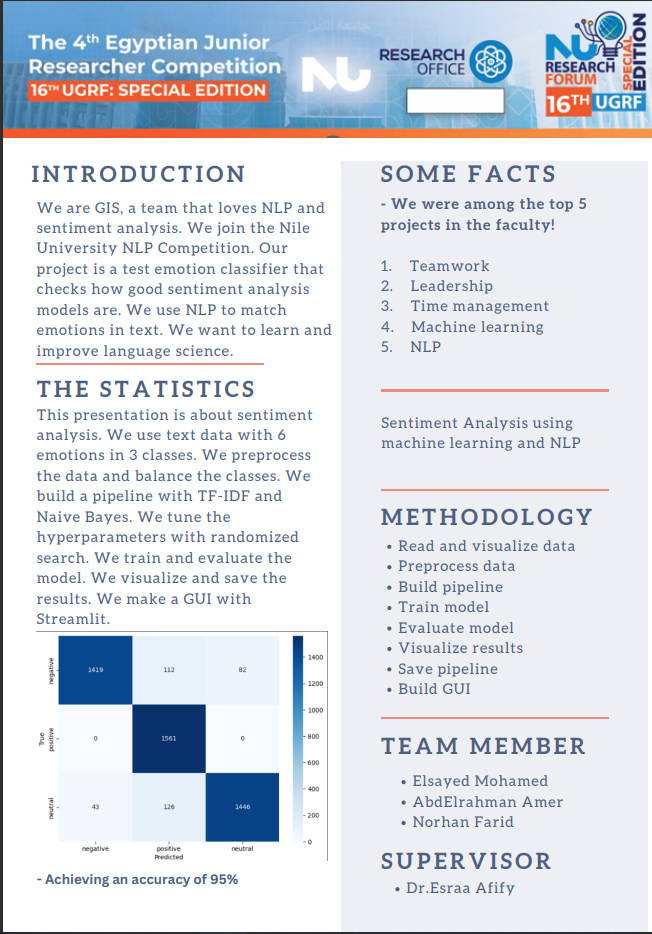 The 4th Egyptian Junior
Researcher Competition
16TH UGRF: SPECIAL EDITION
NU
RESEARCH
OFFICE
NU
RESEARCH
FORUM
SPECIAL
EDITION
16TH UGRF
INTRODUCTION
We are GIS, a team that loves NLP and
sentiment analysis. We join the Nile
University NLP Competition. Our
project is a test emotion classifier that
checks how good sentiment analysis
models are. We use NLP to match
emotions in text. We want to learn and
improve language science.
THE STATISTICS
This presentation is about sentiment
analysis. We use text data with 6
emotions in 3 classes. We preprocess
the data and balance the classes. We
build a pipeline with TF-IDF and
Naive Bayes. We tune the
hyperparameters with randomized
search. We train and evaluate the
model. We visualize and save the
results. We make a GUI with
Streamlit.
True
negative
positive
neutral
1419 112 82
0 1561 0
43 126 1446
negative positive neutral
Predicted
1400
1200
1000
800
600
400
200
0
- Achieving an accuracy of 95%
SOME FACTS
- We were among the top 5
projects in the faculty!
1. Teamwork
2. Leadership
3. Time management
4. Machine learning
5. NLP
Sentiment Analysis using
machine learning and NLP
METHODOLOGY
• Read and visualize data
• Preprocess data
• Build pipeline
• Train model
• Evaluate model
• Visualize results
• Save pipeline
• Build GUI
TEAM MEMBER
• Elsayed Mohamed
• AbdElrahman Amer
• Norhan Farid
SUPERVISOR
• Dr.Esraa Afify